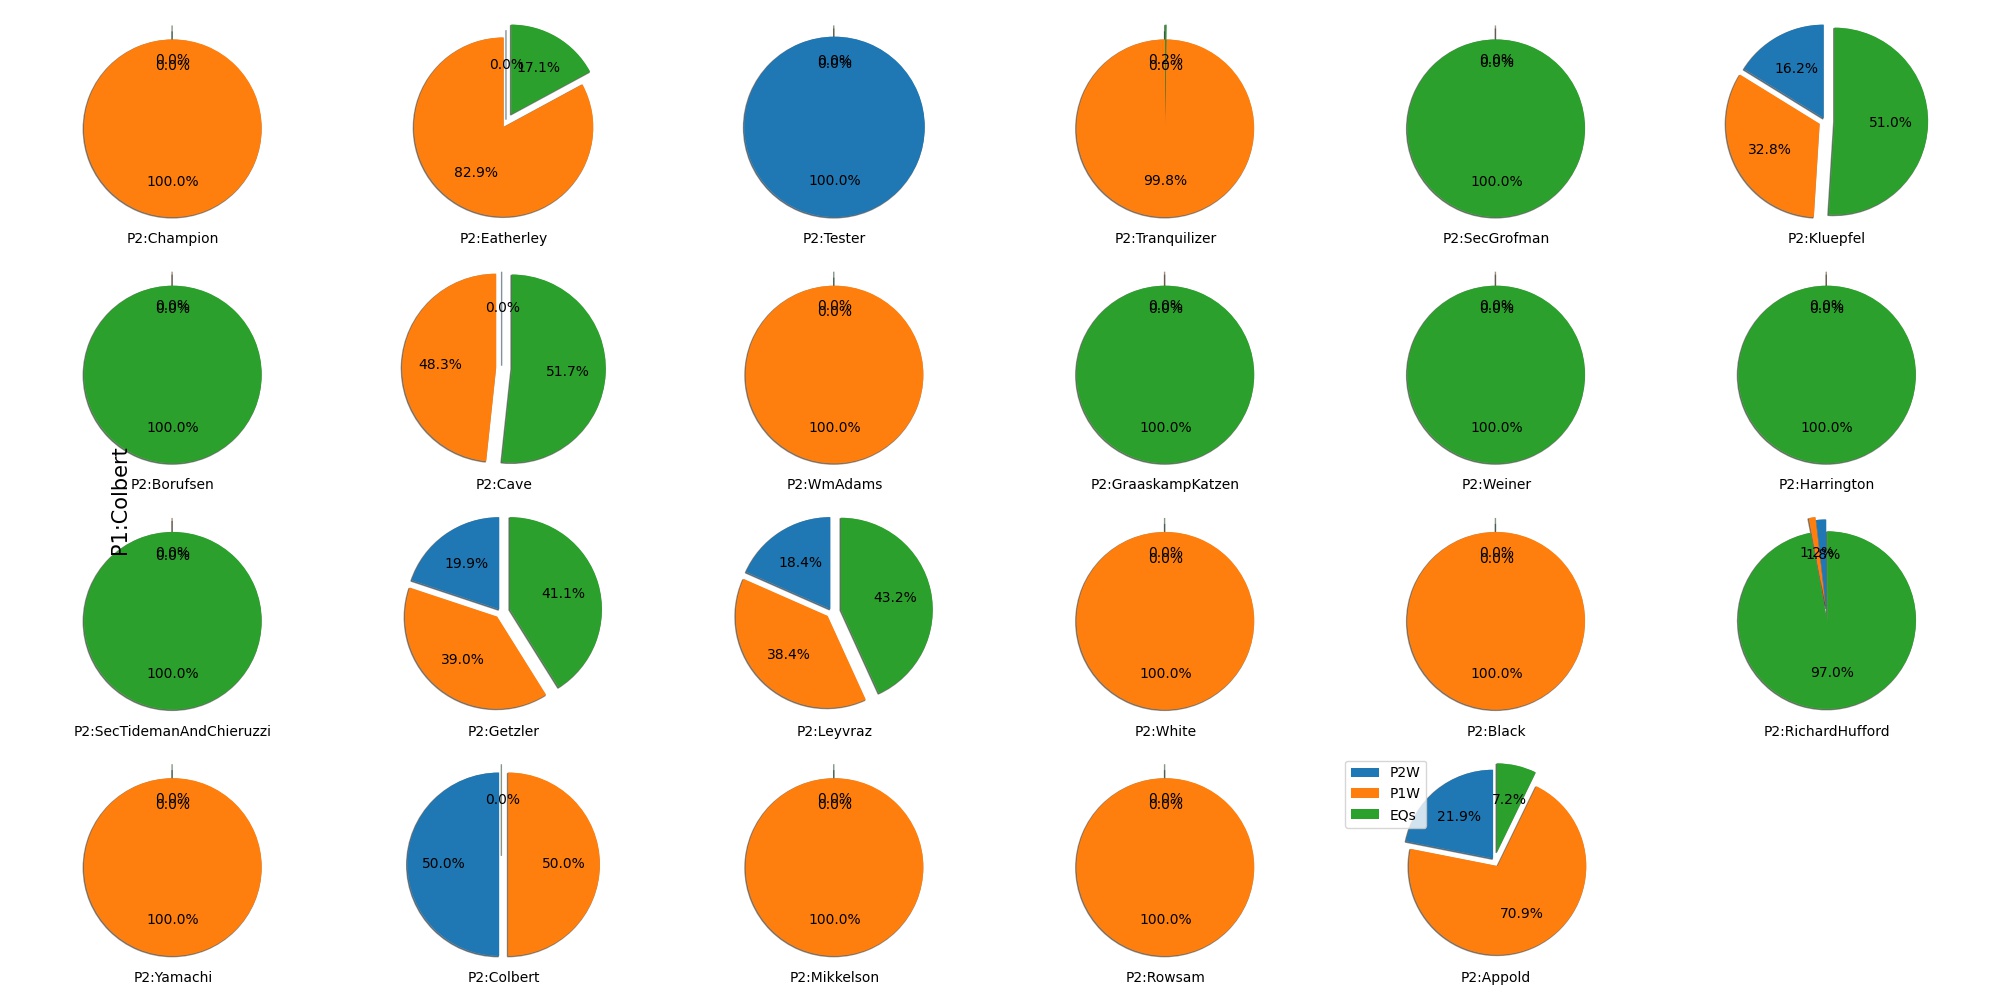 0.0%
0.0%
100.0%
P2:Champion
0.0%
17.1%
82.9%
P2:Eatherley
0.0%
0.0%
100.0%
P2:Tester
0.2%
0.0%
99.8%
P2:Tranquilizer
0.0%
0.0%
100.0%
P2:SecGrofman
16.2%
51.0%
32.8%
P2:Kluepfel
0.0%
0.0%
100.0%
P2:Borufsen
0.0%
48.3%
51.7%
P2:Cave
0.0%
0.0%
100.0%
P2:WmAdams
0.0%
0.0%
100.0%
P2:GraaskampKatzen
0.0%
0.0%
100.0%
P2:Weiner
0.0%
0.0%
100.0%
P2:Harrington
P1:Colbert
0.0%
0.0%
100.0%
P2:SecTidemanAndChieruzzi
19.9%
41.1%
39.0%
P2:Getzler
18.4%
43.2%
38.4%
P2:Leyvraz
0.0%
0.0%
100.0%
P2:White
0.0%
0.0%
100.0%
P2:Black
1.2%
1.8%
97.0%
P2:RichardHufford
0.0%
0.0%
100.0%
P2:Yamachi
0.0%
50.0%
50.0%
P2:Colbert
0.0%
0.0%
100.0%
P2:Mikkelson
0.0%
0.0%
100.0%
P2:Rowsam
P2W
P1W
EQs
7.2%
21.9%
70.9%
P2:Appold